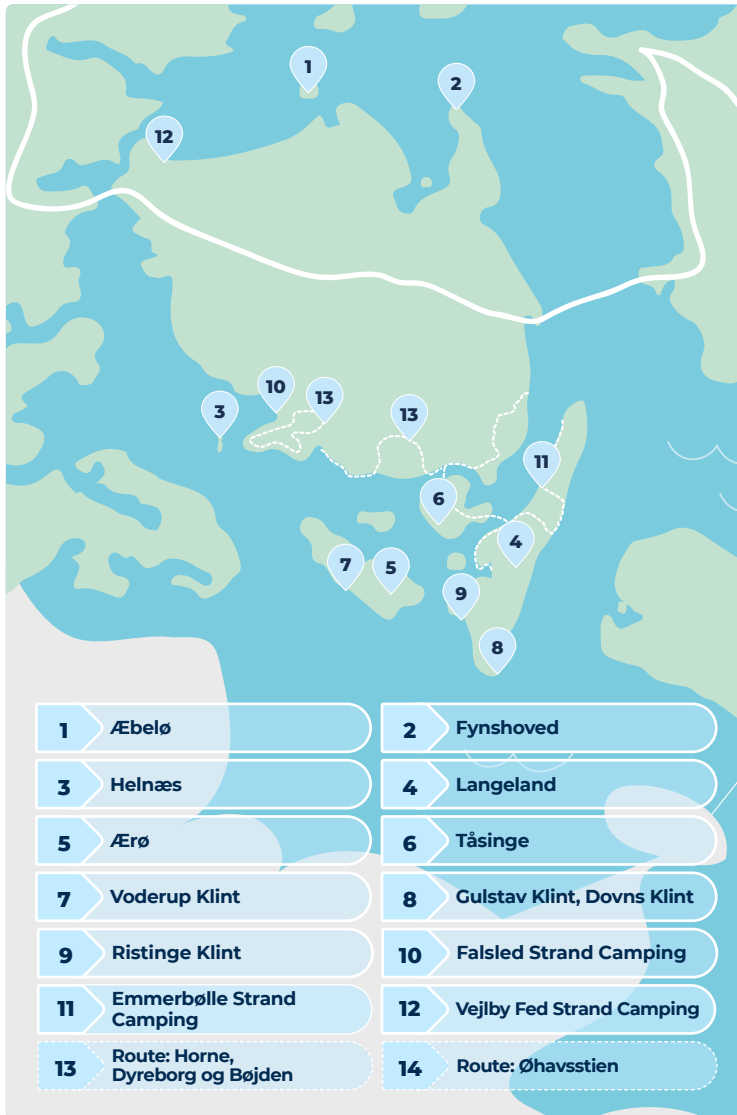 1
2
12
10
13
3
13
11
6
4
7
5
9
8
1 Æbelø
2 Fynshoved
3 Helnæs
4 Langeland
5 Ærø
6 Tåsinge
7 Voderup Klint
8 Gulstav Klint, Dovns Klint
9 Ristinge Klint
10 Falsled Strand Camping
11 Emmerbølle Strand
Camping
12 Vejlby Fed Strand Camping
13 Route: Horne,
Dyreborg og Bøjden
14 Route: Øhavsstien